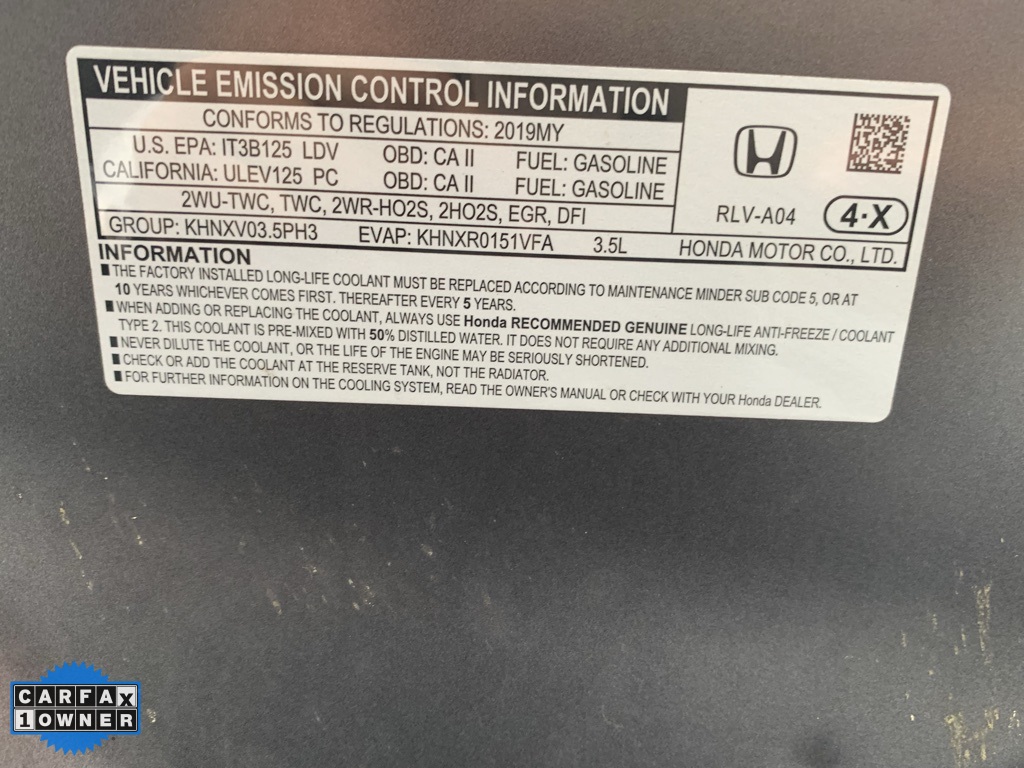 VEHICLE EMISSION CONTROL INFORMATION
CONFORMS TO REGULATIONS: 2019MY
U.S. EPA: IT3B125 LDV OBD: CA II FUEL: GASOLINE
CALIFORNIA: ULEV125 PC OBD: CA II FUEL: GASOLINE
2WU-TWC, TWC, 2WR-HO2S, 2HO2S, EGR, DFI
GROUP: KHNXV03.5PH3 EVAP: KHNXR0151VFA 3.5L
RLV-A04 4·X
HONDA MOTOR CO., LTD.
INFORMATION
■ THE FACTORY INSTALLED LONG-LIFE COOLANT MUST BE REPLACED ACCORDING TO MAINTENANCE MINDER SUB CODE 5, OR AT
10 YEARS WHICHEVER COMES FIRST. THEREAFTER EVERY 5 YEARS.
■ WHEN ADDING OR REPLACING THE COOLANT, ALWAYS USE Honda RECOMMENDED GENUINE LONG-LIFE ANTI-FREEZE / COOLANT
TYPE 2. THIS COOLANT IS PRE-MIXED WITH 50% DISTILLED WATER. IT DOES NOT REQUIRE ANY ADDITIONAL MIXING.
■ NEVER DILUTE THE COOLANT, OR THE LIFE OF THE ENGINE MAY BE SERIOUSLY SHORTENED.
■ CHECK OR ADD THE COOLANT AT THE RESERVE TANK, NOT THE RADIATOR.
■ FOR FURTHER INFORMATION ON THE COOLING SYSTEM, READ THE OWNER'S MANUAL OR CHECK WITH YOUR Honda DEALER.
CARFAX
1 OWNER